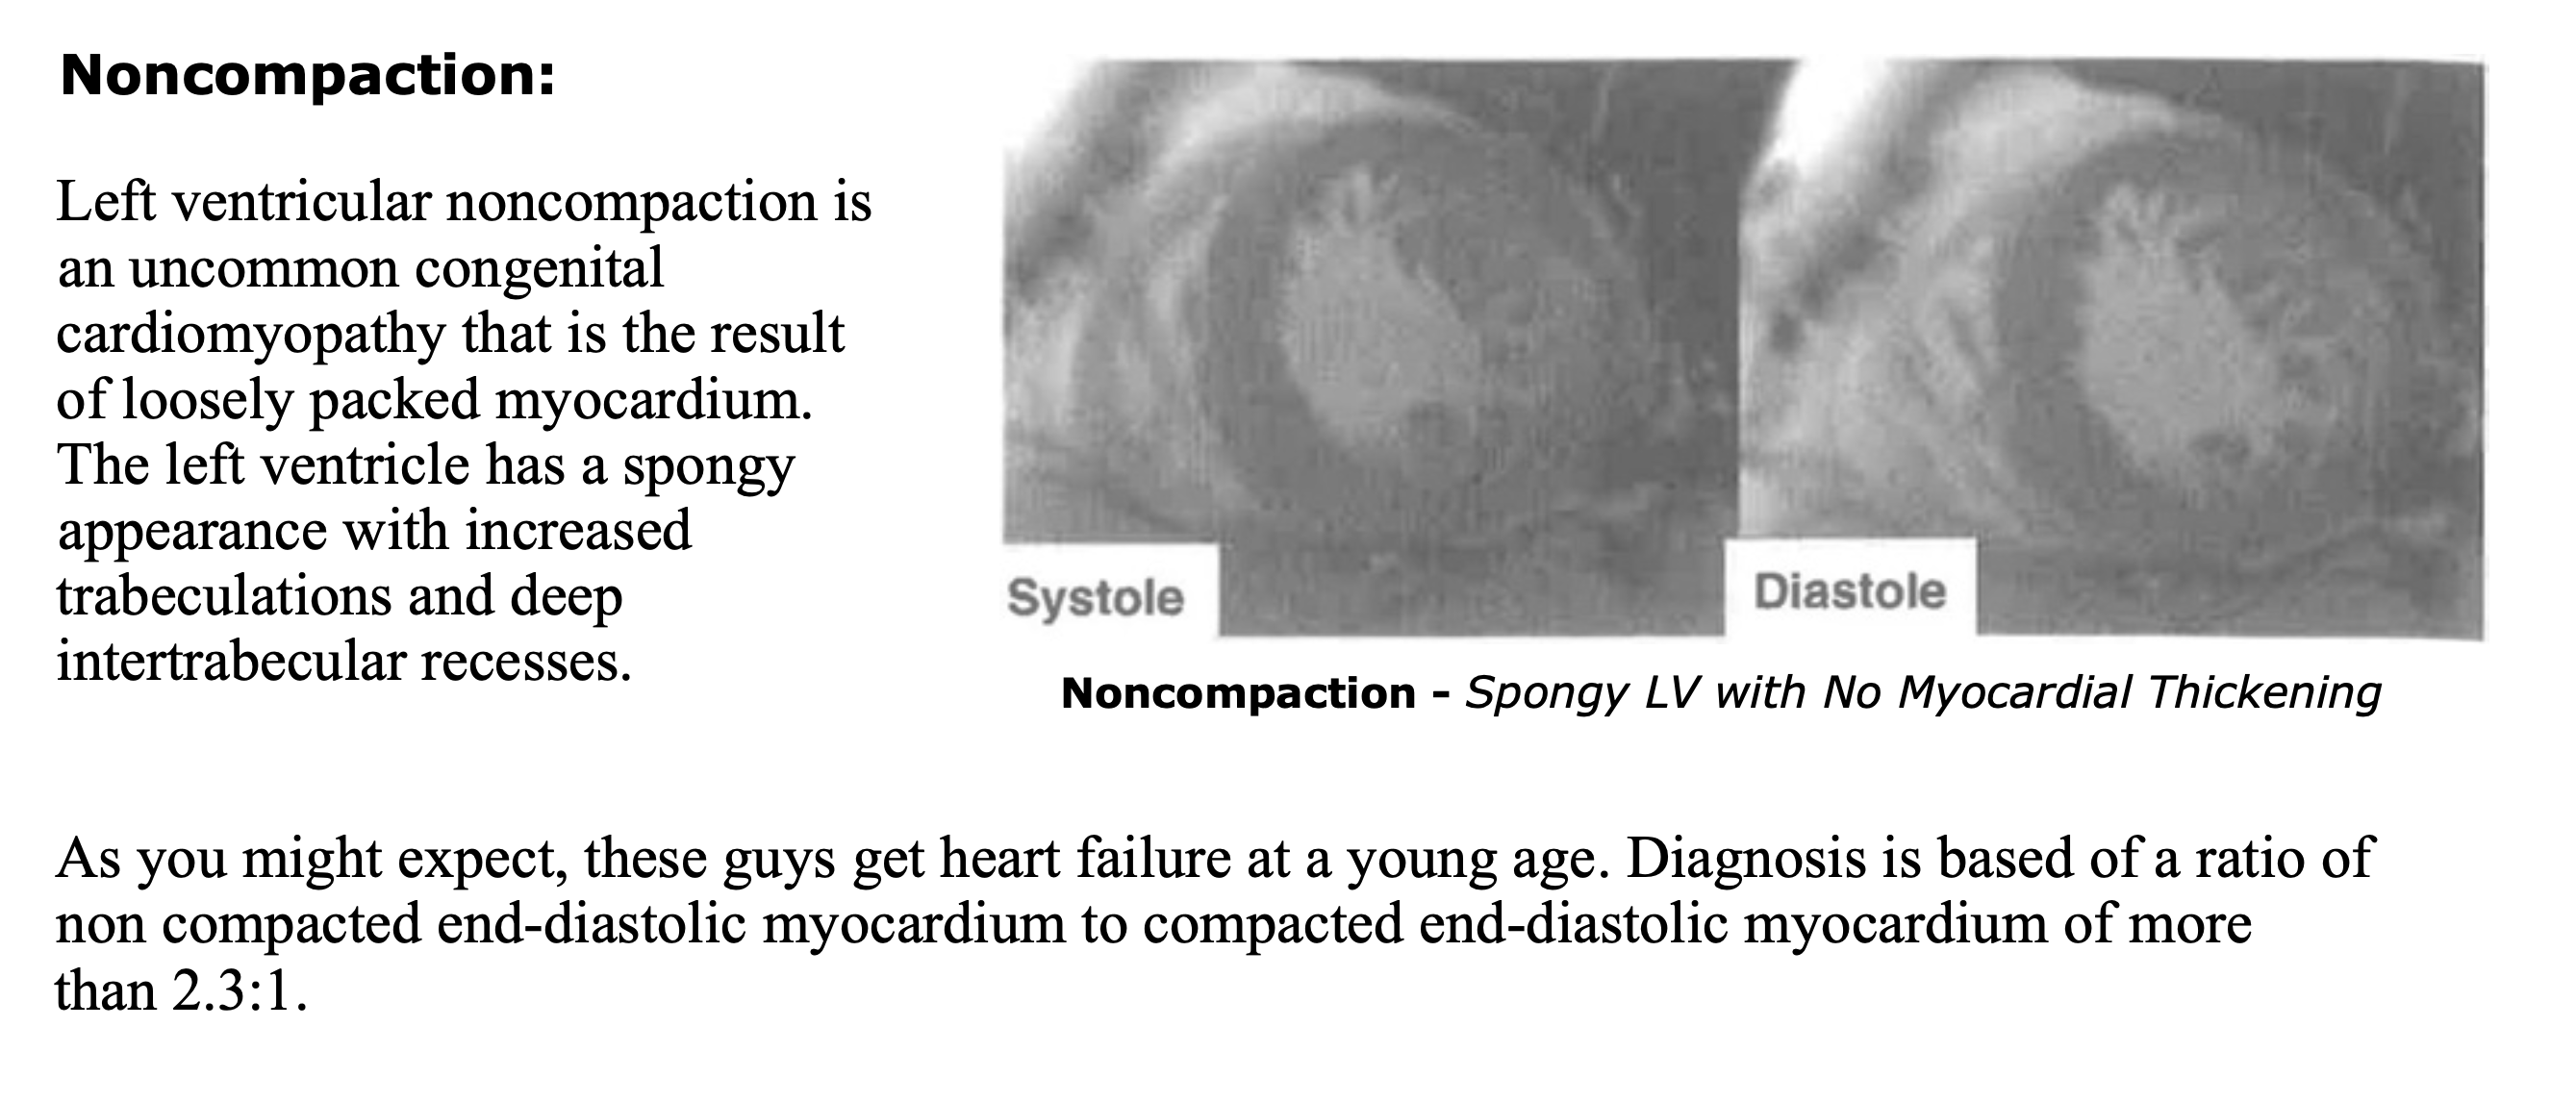 Noncompaction:
Left ventricular noncompaction is
an uncommon congenital
cardiomyopathy that is the result
of loosely packed myocardium.
The left ventricle has a spongy
appearance with increased
trabeculations and deep
intertrabecular recesses.
Systole
Diastole
Noncompaction - Spongy LV with No Myocardial Thickening
As you might expect, these guys get heart failure at a young age. Diagnosis is based of a ratio of
non compacted end-diastolic myocardium to compacted end-diastolic myocardium of more
than 2.3:1.